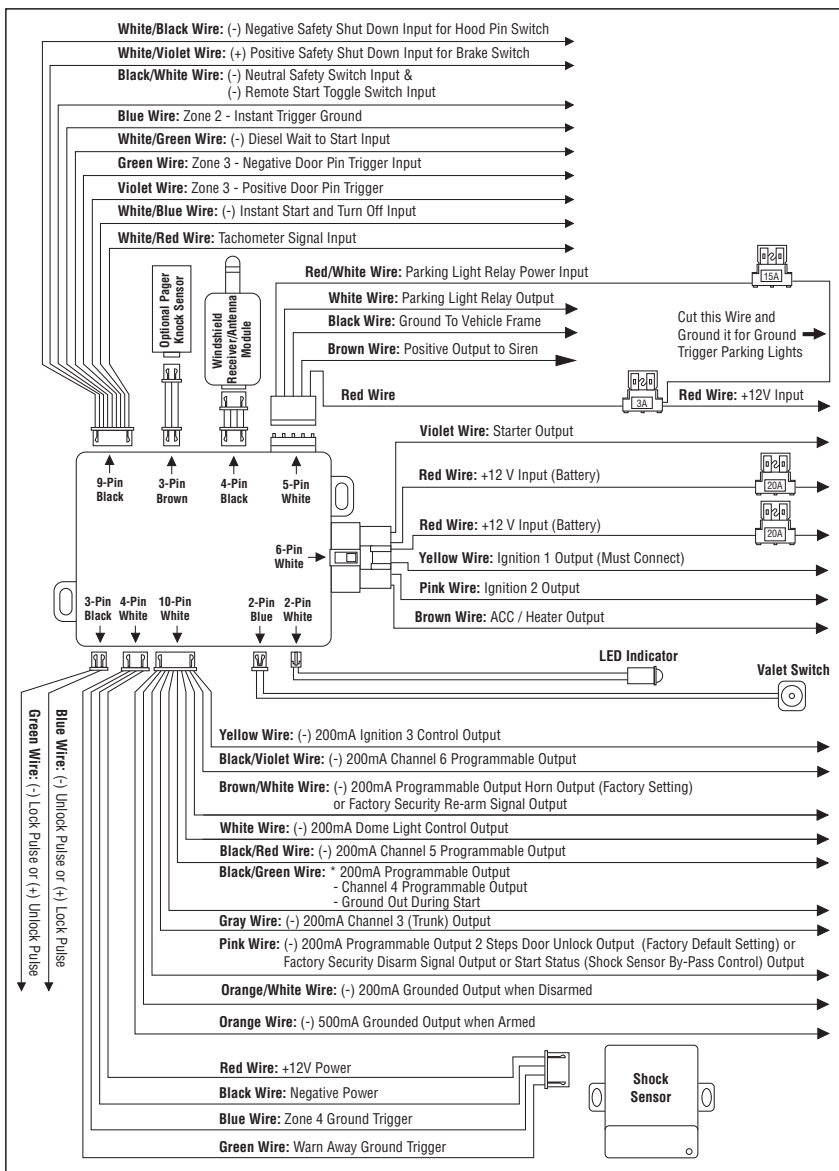 White/Black Wire: (-) Negative Safety Shut Down Input for Hood Pin Switch
White/Violet Wire: (+) Positive Safety Shut Down Input for Brake Switch
Black/White Wire: (-) Neutral Safety Switch Input &
(-) Remote Start Toggle Switch Input
Blue Wire: Zone 2 - Instant Trigger Ground
White/Green Wire: (-) Diesel Wait to Start Input
Green Wire: Zone 3 - Negative Door Pin Trigger Input
Violet Wire: Zone 3 - Positive Door Pin Trigger
White/Blue Wire: (-) Instant Start and Turn Off Input
White/Red Wire: Tachometer Signal Input
Optional Pager
Knock Sensor
Windshield
Receiver/Antenna
Module
Red/White Wire: Parking Light Relay Power Input
15A
White Wire: Parking Light Relay Output
Black Wire: Ground To Vehicle Frame
Brown Wire: Positive Output to Siren
Cut this Wire and
Ground it for Ground
Trigger Parking Lights
Red Wire
3A
Red Wire: +12V Input
Violet Wire: Starter Output
Red Wire: +12 V Input (Battery)
20A
Red Wire: +12 V Input (Battery)
20A
Yellow Wire: Ignition 1 Output (Must Connect)
Pink Wire: Ignition 2 Output
Brown Wire: ACC / Heater Output
9-Pin
Black
3-Pin
Brown
4-Pin
Black
5-Pin
White
6-Pin
White
3-Pin
Black
4-Pin
White
10-Pin
White
2-Pin
Blue
2-Pin
White
LED Indicator
Valet Switch
Blue Wire: (-) Unlock Pulse or (+) Lock Pulse
Green Wire: (-) Lock Pulse or (+) Unlock Pulse
Yellow Wire: (-) 200mA Ignition 3 Control Output
Black/Violet Wire: (-) 200mA Channel 6 Programmable Output
Brown/White Wire: (-) 200mA Programmable Output Horn Output (Factory Setting)
or Factory Security Re-arm Signal Output
White Wire: (-) 200mA Dome Light Control Output
Black/Red Wire: (-) 200mA Channel 5 Programmable Output
Black/Green Wire: * 200mA Programmable Output
- Channel 4 Programmable Output
- Ground Out During Start
Gray Wire: (-) 200mA Channel 3 (Trunk) Output
Pink Wire: (-) 200mA Programmable Output 2 Steps Door Unlock Output (Factory Default Setting) or
Factory Security Disarm Signal Output or Start Status (Shock Sensor By-Pass Control) Output
Orange/White Wire: (-) 200mA Grounded Output when Disarmed
Orange Wire: (-) 500mA Grounded Output when Armed
Red Wire: +12V Power
Black Wire: Negative Power
Blue Wire: Zone 4 Ground Trigger
Green Wire: Warn Away Ground Trigger
Shock
Sensor